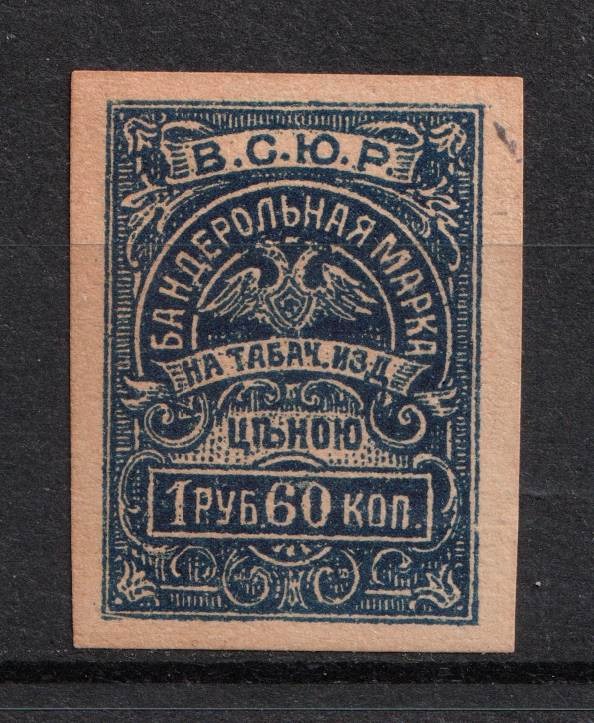 В.С.Ю.Р.
БАНДЕРОЛЬНАЯ МАРКА
НА ТАБАЧ. ИЗД.
ЦѢНОЮ
1 РУБ. 60 КОП.